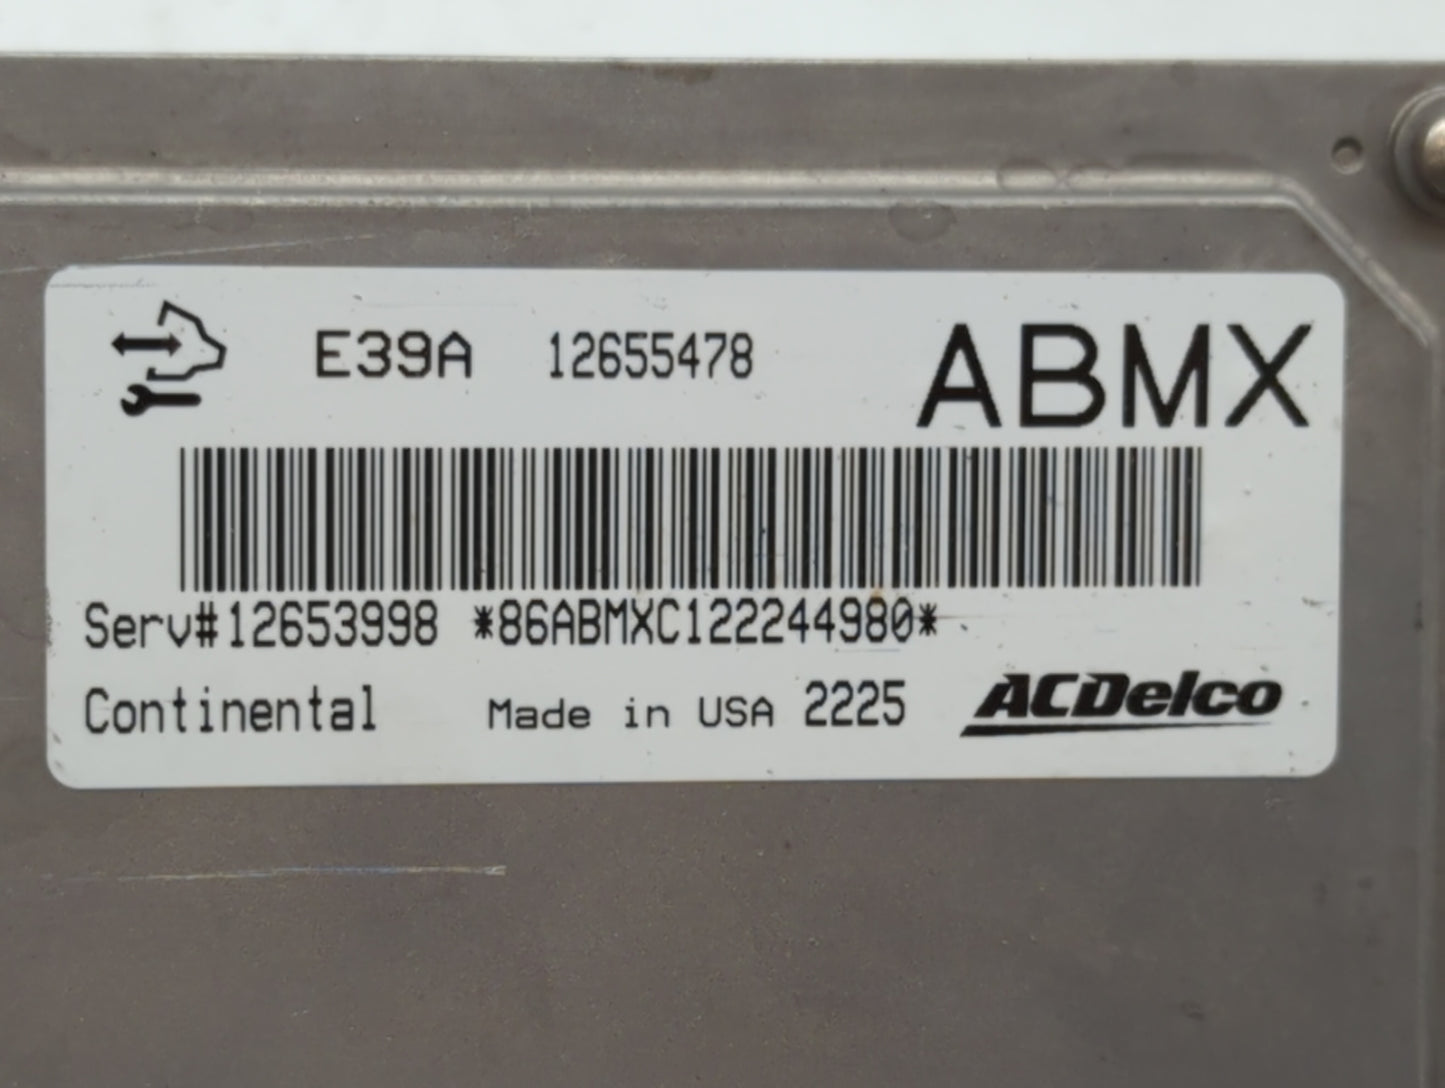 E39A 12655478 ABMX
Serv#12653998 *86ABMXC122244980*
Continental Made in USA 2225 ACDelco